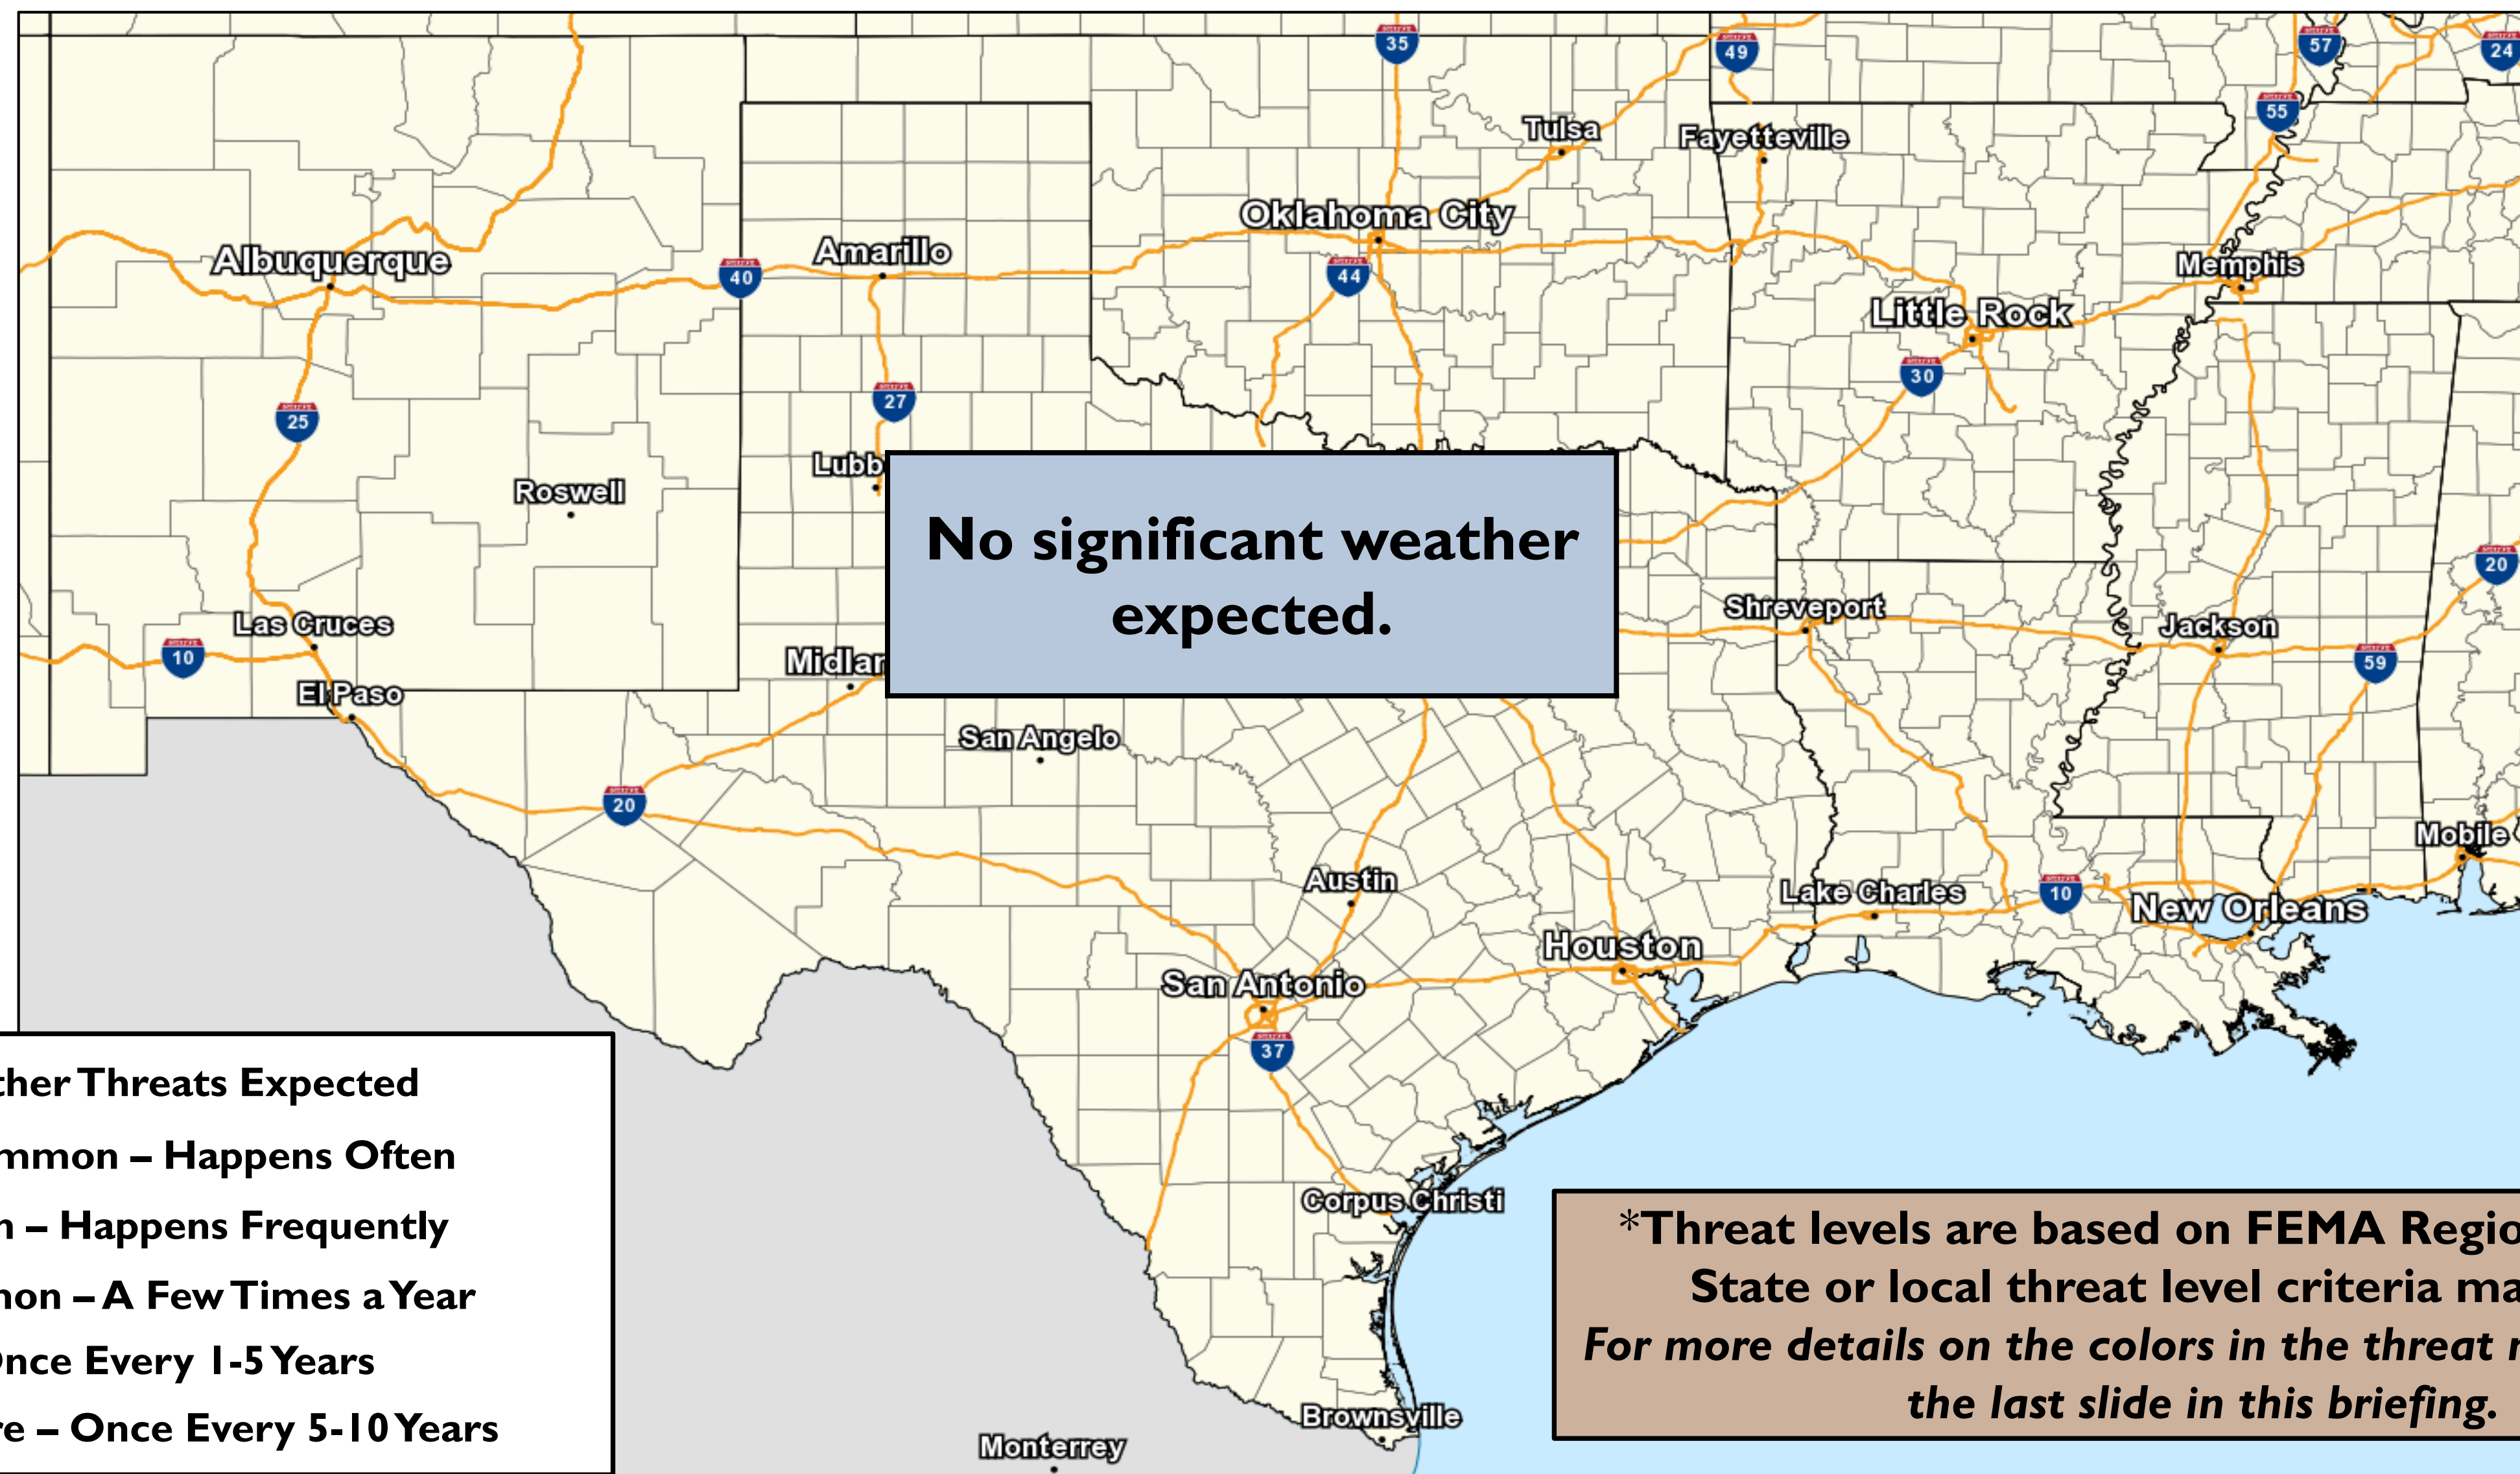 35
49
57
24
55
Tulsa
Fayetteville
Oklahoma City
Albuquerque
Amarillo
40
44
Memphis
Little Rock
30
27
25
Lubb
Roswell
No significant weather
expected.
20
Shreveport
Las Cruces
Jackson
10
Midlan
59
El Paso
San Angelo
20
Mobile
Austin
Lake Charles
10
New Orleans
Houston
San Antonio
37
ther Threats Expected
mmon – Happens Often
n – Happens Frequently
non – A Few Times a Year
Once Every 1-5 Years
re – Once Every 5-10 Years
Corpus Christi
*Threat levels are based on FEMA Regio
State or local threat level criteria ma
For more details on the colors in the threat
the last slide in this briefing.
Brownsville
Monterrey